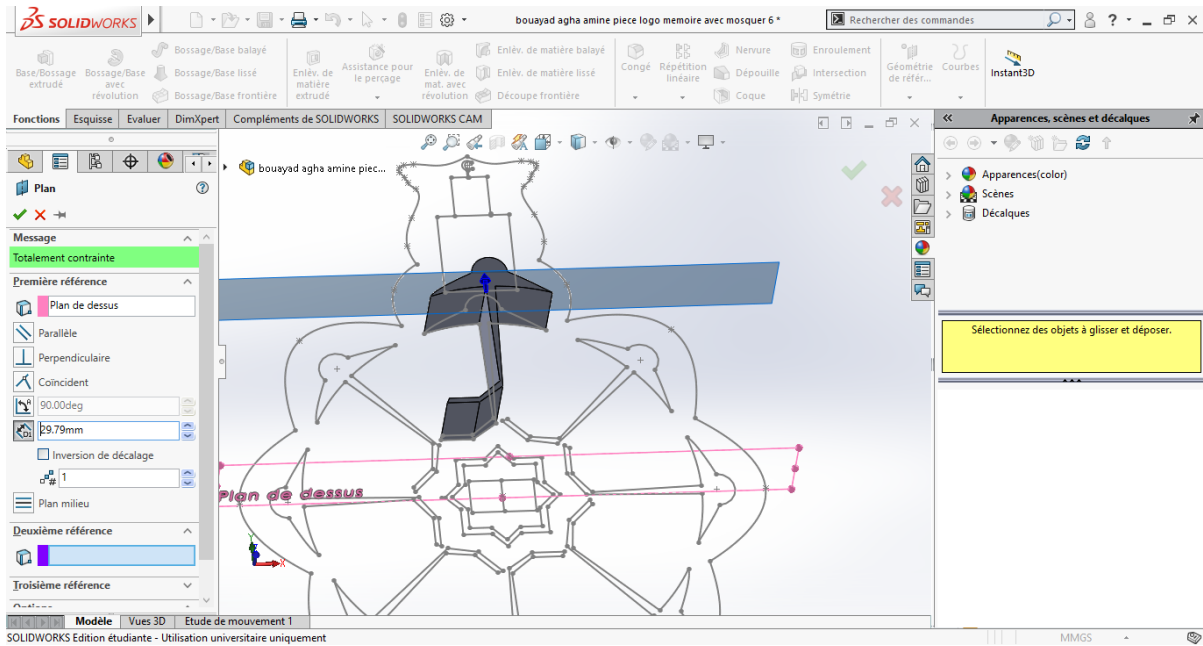 SOLIDWORKS
bouayad agha amine piece logo memoire avec mosquer 6 *
Rechercher des commandes
Base/Bossage extrudé
Bossage/Base avec révolution
Bossage/Base balayé
Bossage/Base lissé
Bossage/Base frontière
Enlèv. de matière extrudé
Assistance pour le perçage
Enlèv. de mat. avec révolution
Enlèv. de matière balayé
Enlèv. de matière lissé
Découpe frontière
Congé
Répétition linéaire
Nervure
Dépouille
Coque
Enroulement
Intersection
Symétrie
Géométrie de référ...
Courbes
Instant3D
Fonctions
Esquisse
Evaluer
DimXpert
Compléments de SOLIDWORKS
SOLIDWORKS CAM
Apparences, scènes et décalques
bouayad agha amine piec...
Plan
Message
Totalement contrainte
Première référence
Plan de dessus
Parallèle
Perpendiculaire
Coïncident
90.00deg
29.79mm
Inversion de décalage
1
Plan milieu
Deuxième référence
Troisième référence
Options
Plan de dessus
Y
X
Apparences(color)
Scènes
Décalques
Sélectionnez des objets à glisser et déposer.
Modèle
Vues 3D
Etude de mouvement 1
SOLIDWORKS Edition étudiante - Utilisation universitaire uniquement
MMGS